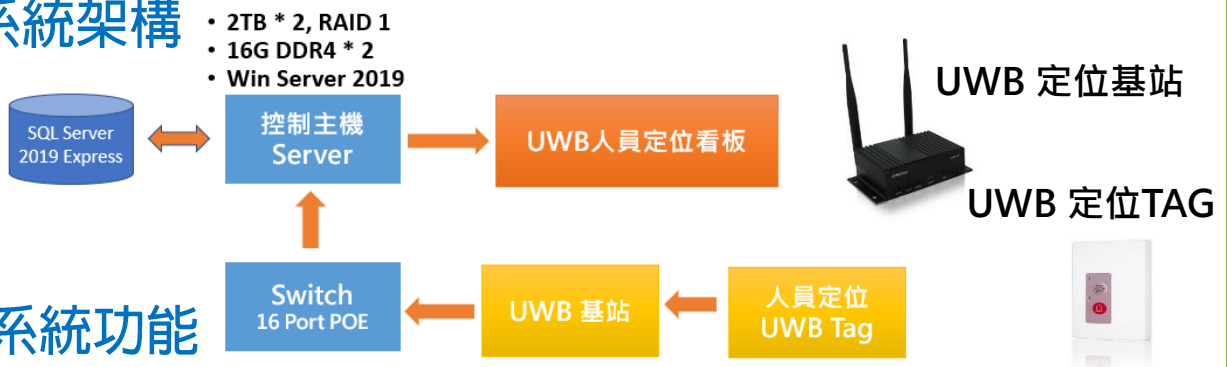 系統架構
• 2TB * 2, RAID 1
• 16G DDR4 * 2
• Win Server 2019
SQL Server
2019 Express
控制主機
Server
UWB人員定位看板
UWB 定位基站
UWB 定位TAG
Switch
16 Port POE
UWB 基站
人員定位
UWB Tag
系統功能